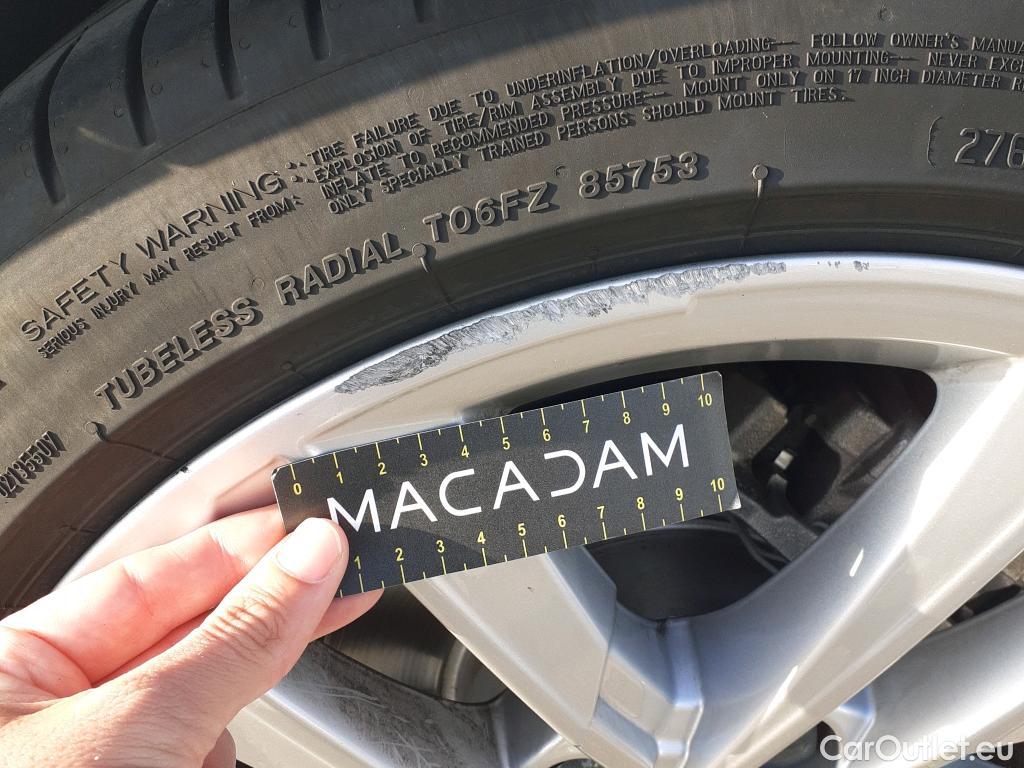 SAFETY WARNING: TIRE FAILURE DUE TO UNDERINFLATION/OVERLOADING— FOLLOW OWNER'S
SERIOUS INJURY MAY RESULT FROM: EXPLOSION OF TIRE/RIM ASSEMBLY DUE TO IMPROPER MOUNTING— NEVER
INFLATE TO RECOMMENDED PRESSURE— MOUNT ONLY ON 17 INCH DIAMETER
ONLY SPECIALLY TRAINED PERSONS SHOULD MOUNT TIRES.
TUBELESS RADIAL T06FZ 85753
276
0 1 2 3 4 5 6 7 8 9 10
MACADAM
1 2 3 4 5 6 7 8 9 10
CarOutlet.eu